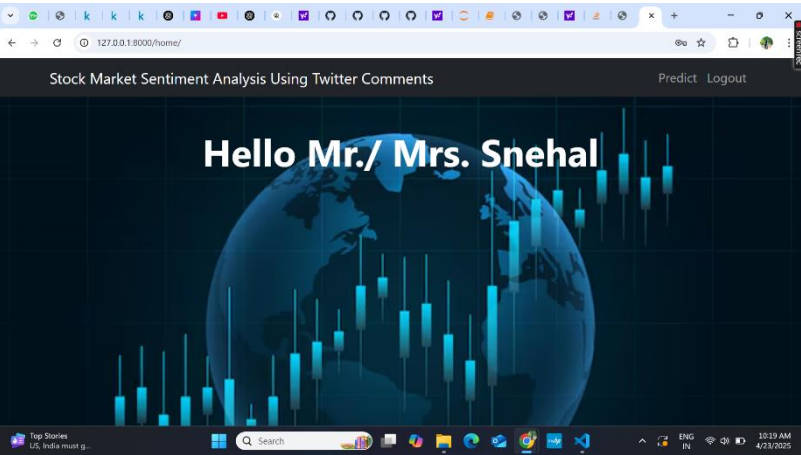 127.0.0.1:8000/home/
screenrec
Stock Market Sentiment Analysis Using Twitter Comments
Predict Logout
Hello Mr./ Mrs. Snehal
Top Stories
US, India must g...
Search
ENG
IN
10:19 AM
4/23/2025